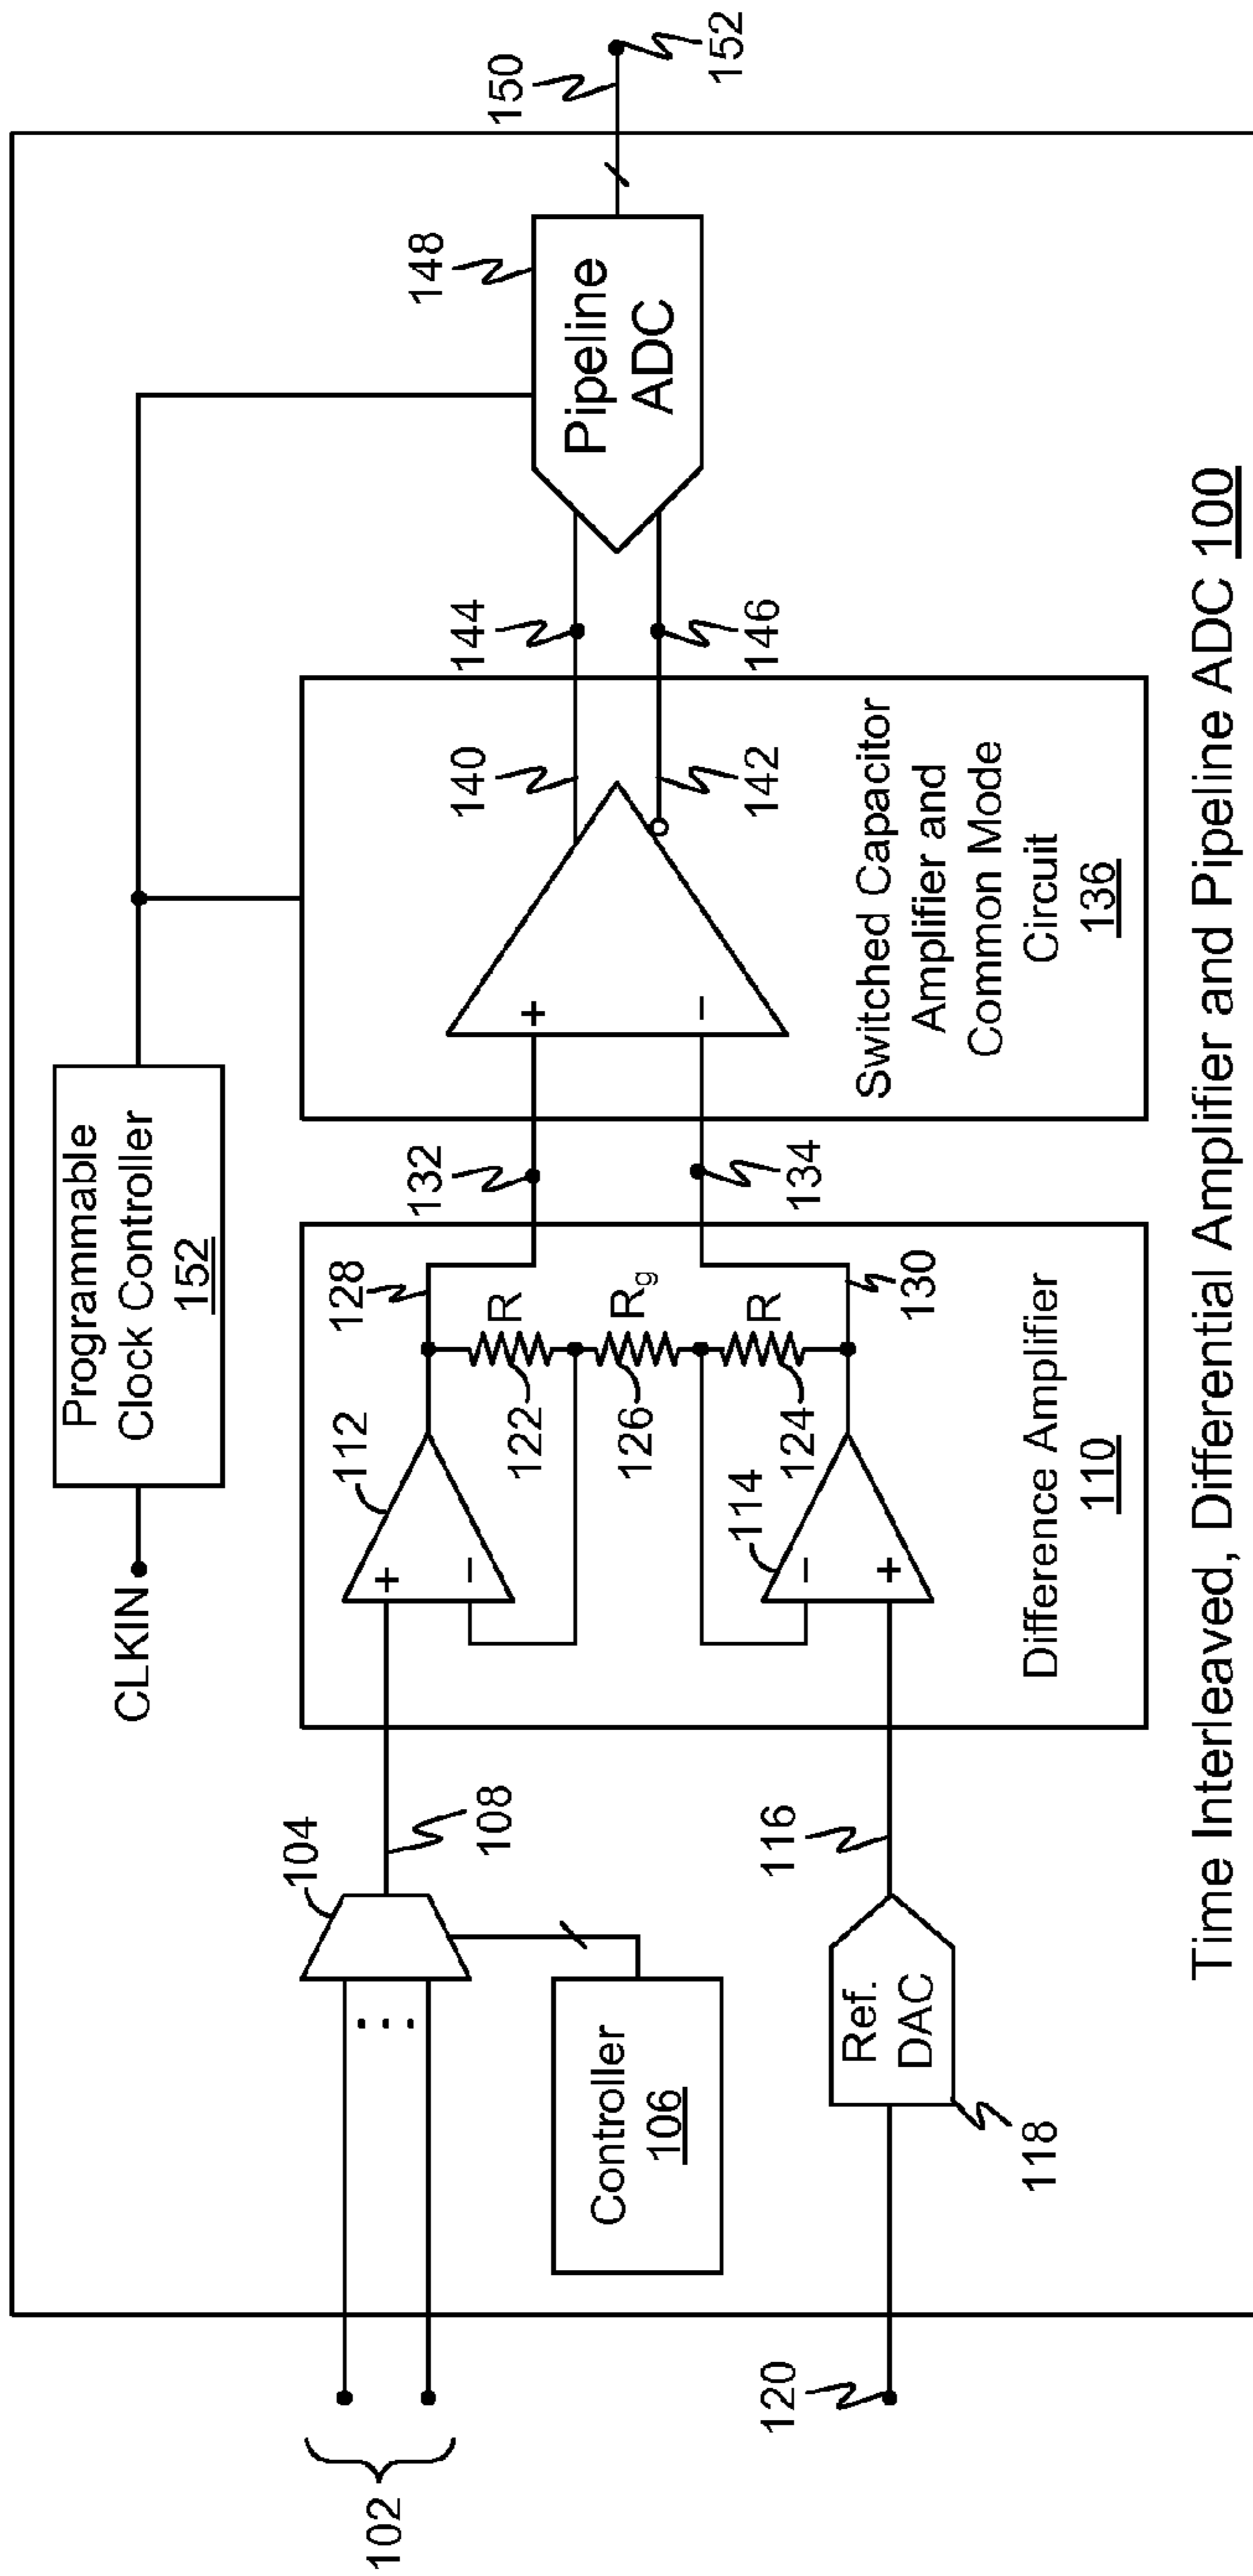 Programmable
Clock Controller
152
CLKIN
150
152
148
Pipeline
ADC
102
104
108
Controller
106
120
118
Ref.
DAC
116
112
+
−
114
−
+
128
R
122
Rg
126
R
124
130
Difference Amplifier
110
132
134
+
−
140
142
144
146
Switched Capacitor
Amplifier and
Common Mode
Circuit
136
Time Interleaved, Differential Amplifier and Pipeline ADC 100